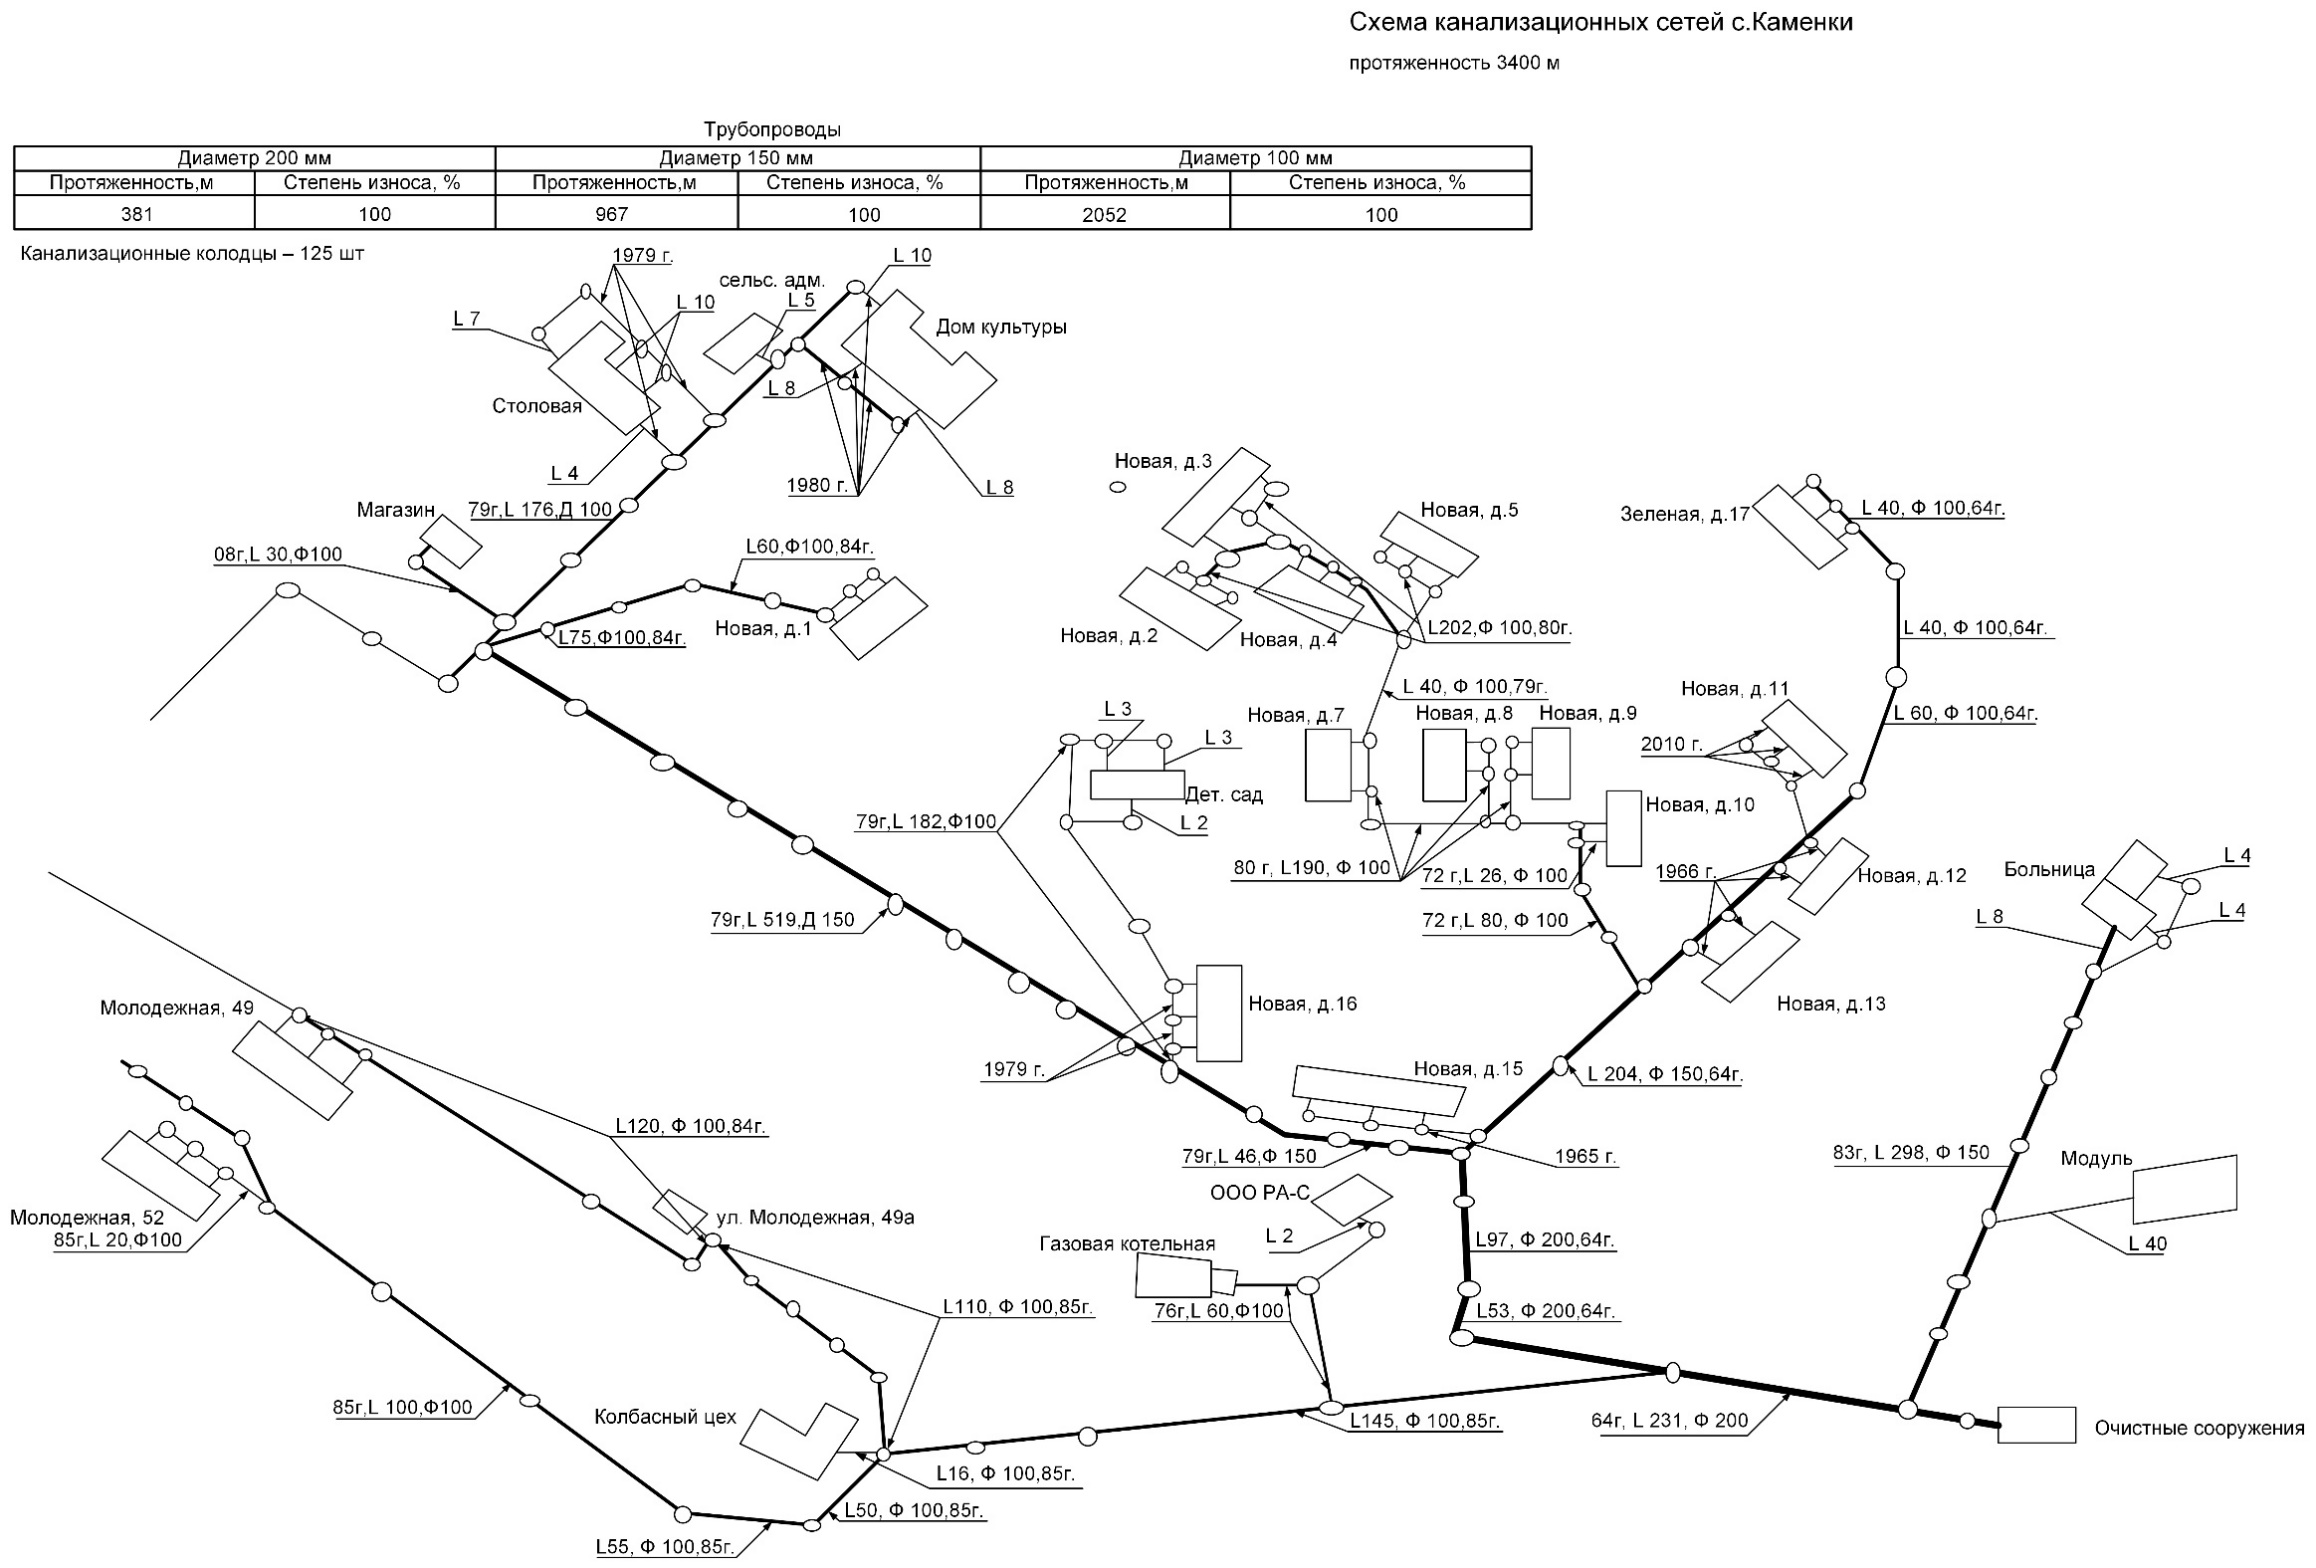 Схема канализационных сетей с.Каменки
протяженность 3400 м
Трубопроводы
Диаметр 200 мм Диаметр 150 мм Диаметр 100 мм
Протяженность,м Степень износа, % Протяженность,м Степень износа, % Протяженность,м Степень износа, %
381 100 967 100 2052 100
Канализационные колодцы – 125 шт
1979 г.
L 10
сельс. адм.
L 5
L 10
L 7
Дом культуры
L 8
Столовая
L 4
1980 г.
L 8
Магазин
79г,L 176,Д 100
08г,L 30,Ф100
L60,Ф100,84г.
Новая, д.1
L75,Ф100,84г.
Новая, д.3
Новая, д.5
Новая, д.2
Новая, д.4
L202,Ф 100,80г.
L 40, Ф 100,79г.
Зеленая, д.17
L 40, Ф 100,64г.
L 40, Ф 100,64г.
L 60, Ф 100,64г.
Новая, д.11
2010 г.
L 3
L 3
Дет. сад
L 2
79г,L 182,Ф100
Новая, д.7
Новая, д.8
Новая, д.9
Новая, д.10
80 г, L190, Ф 100
72 г,L 26, Ф 100
72 г,L 80, Ф 100
1966 г.
Новая, д.12
Новая, д.13
Больница
L 4
L 4
L 8
79г,L 519,Д 150
Новая, д.16
1979 г.
Новая, д.15
L 204, Ф 150,64г.
79г,L 46,Ф 150
1965 г.
83г, L 298, Ф 150
Модуль
L 40
Молодежная, 49
L120, Ф 100,84г.
Молодежная, 52
85г,L 20,Ф100
ул. Молодежная, 49а
ООО РА-С
L 2
Газовая котельная
76г,L 60,Ф100
L97, Ф 200,64г.
L53, Ф 200,64г.
L110, Ф 100,85г.
85г,L 100,Ф100
Колбасный цех
L145, Ф 100,85г.
64г, L 231, Ф 200
Очистные сооружения
L16, Ф 100,85г.
L50, Ф 100,85г.
L55, Ф 100,85г.